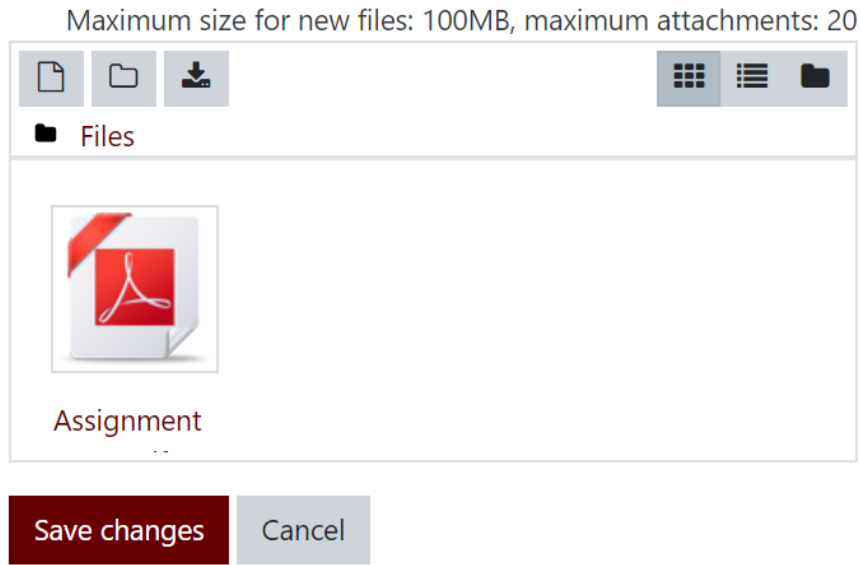 Maximum size for new files: 100MB, maximum attachments: 20
Files
Assignment
Save changes
Cancel